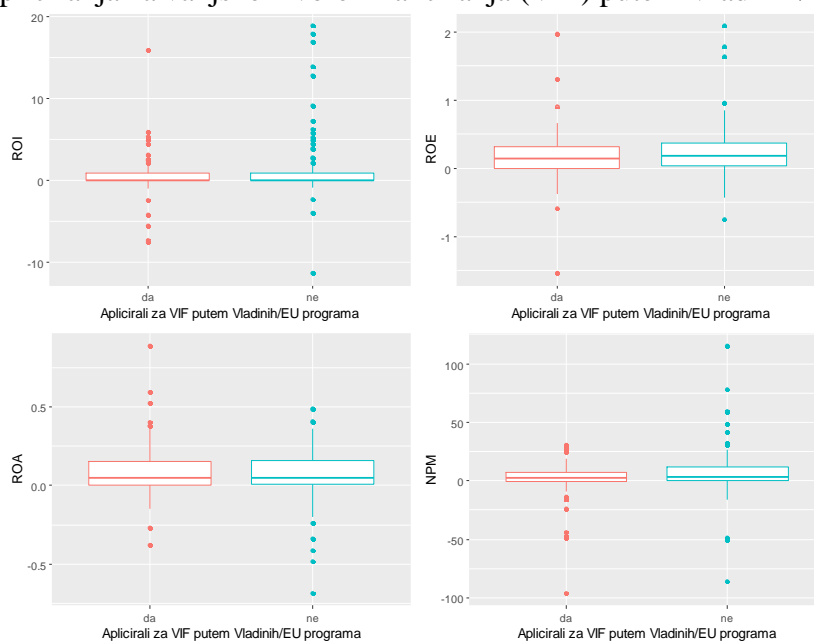 putem
20
10
0
-10
ROI
da
ne
Aplicirali za VIF putem Vladinih/EU programa
2
1
0
-1
ROE
da
ne
Aplicirali za VIF putem Vladinih/EU programa
0.5
0.0
-0.5
ROA
da
ne
Aplicirali za VIF putem Vladinih/EU programa
100
50
0
-50
-100
NPM
da
ne
Aplicirali za VIF putem Vladinih/EU programa